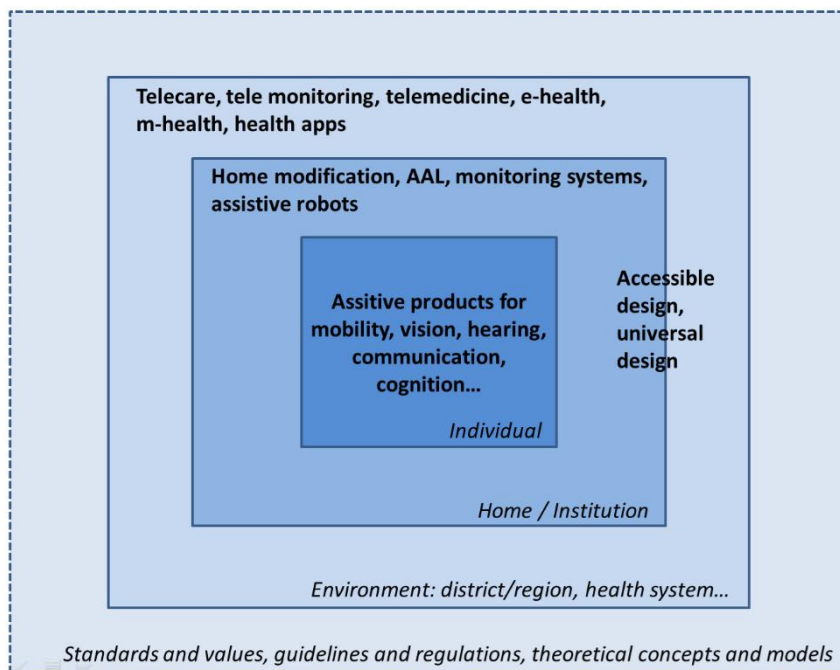 Telecare, tele monitoring, telemedicine, e-health,
m-health, health apps
Home modification, AAL, monitoring systems,
assistive robots
Assitive products for
mobility, vision, hearing,
communication,
cognition…
Individual
Accessible
design,
universal
design
Home / Institution
Environment: district/region, health system…
Standards and values, guidelines and regulations, theoretical concepts and models